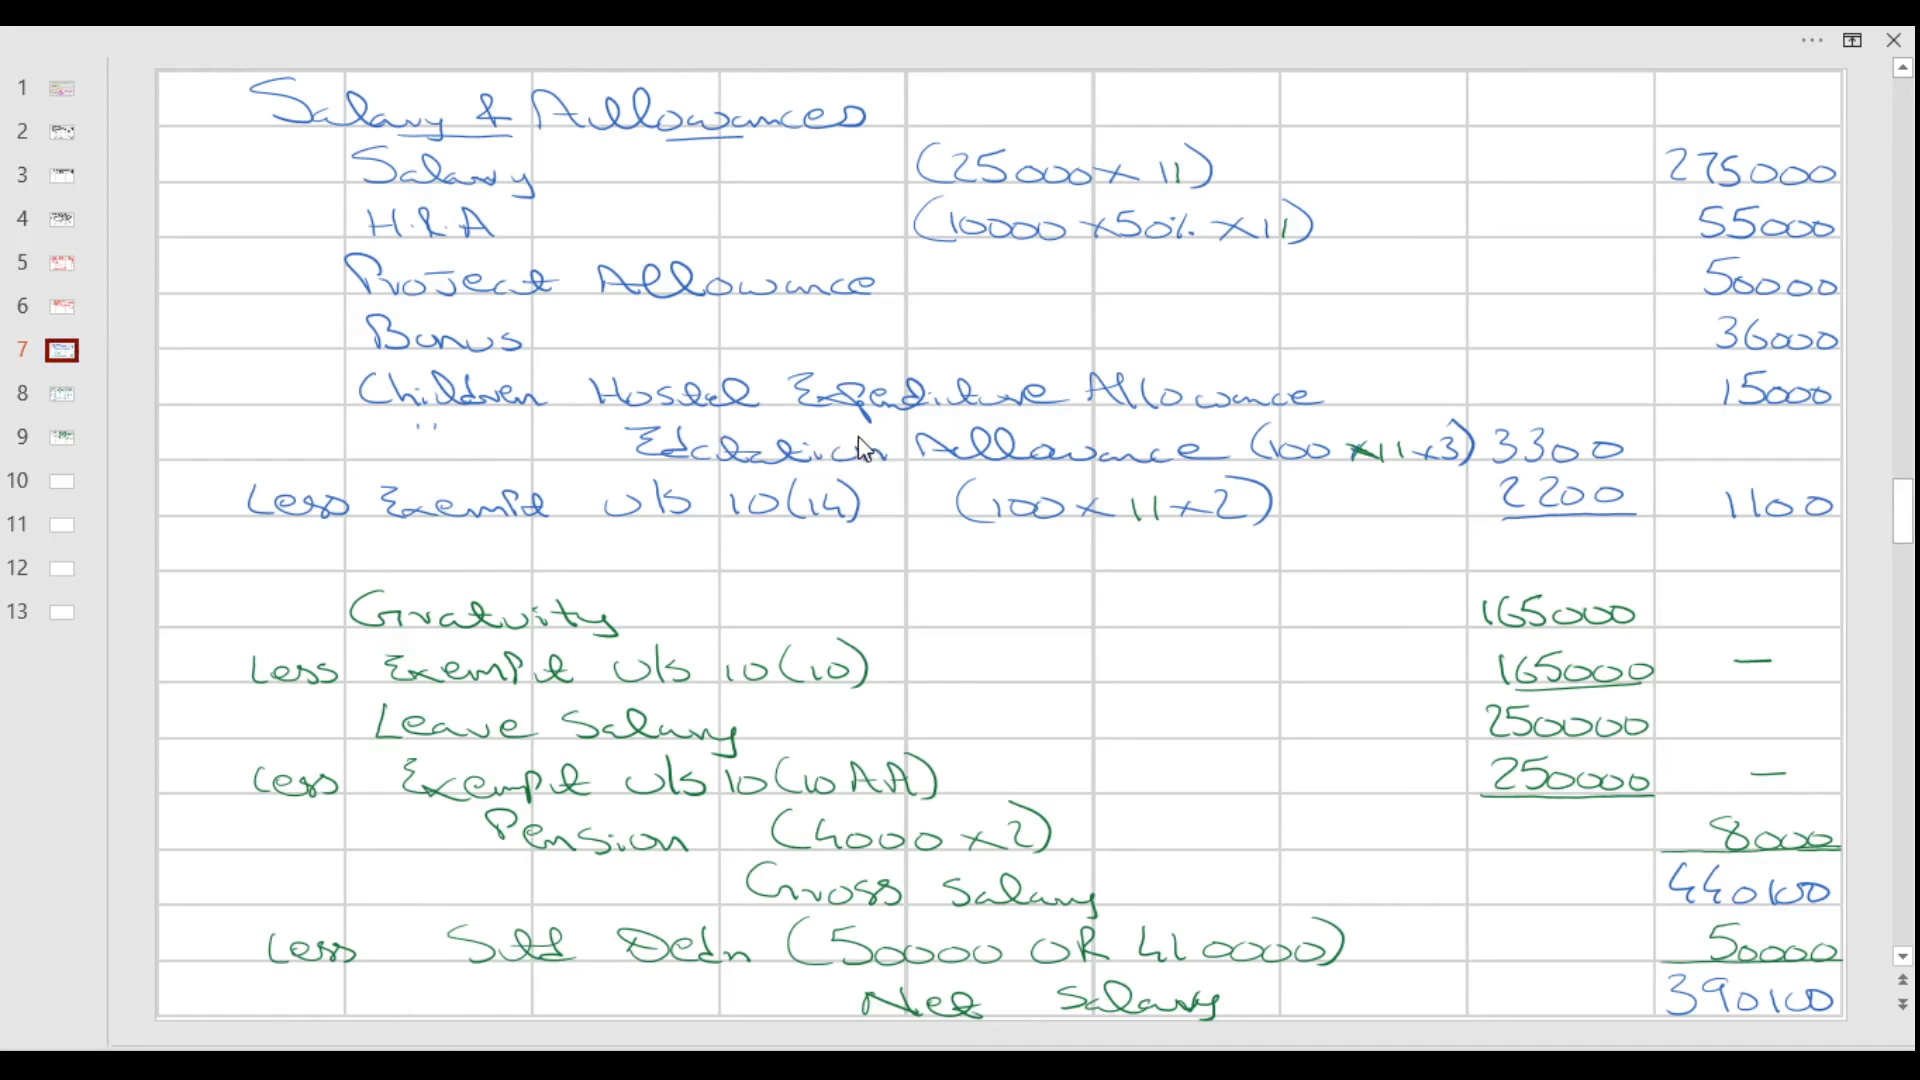 1
2
3
4
5
6
7
8
9
10
11
12
13
Salary & Allowances
Salary (25000 x 11) 275000
H.R.A (10000 x 50% x 11) 55000
Project Allowance 50000
Bonus 36000
Children Hostel Expenditure Allowance 15000
" Edcatation Allowance (100 x 11 x 3) 3300
Less Exempt u/s 10(14) (100 x 11 x 2) 2200 1100
Gratuity 165000
Less Exempt u/s 10(10) 165000 —
Leave Salary 250000
Less Exempt u/s 10(10AA) 250000 —
Pension (4000 x 2) 8000
Gross Salary 440100
Less Std Dedn (50000 OR 410000) 50000
Net Salary 390100